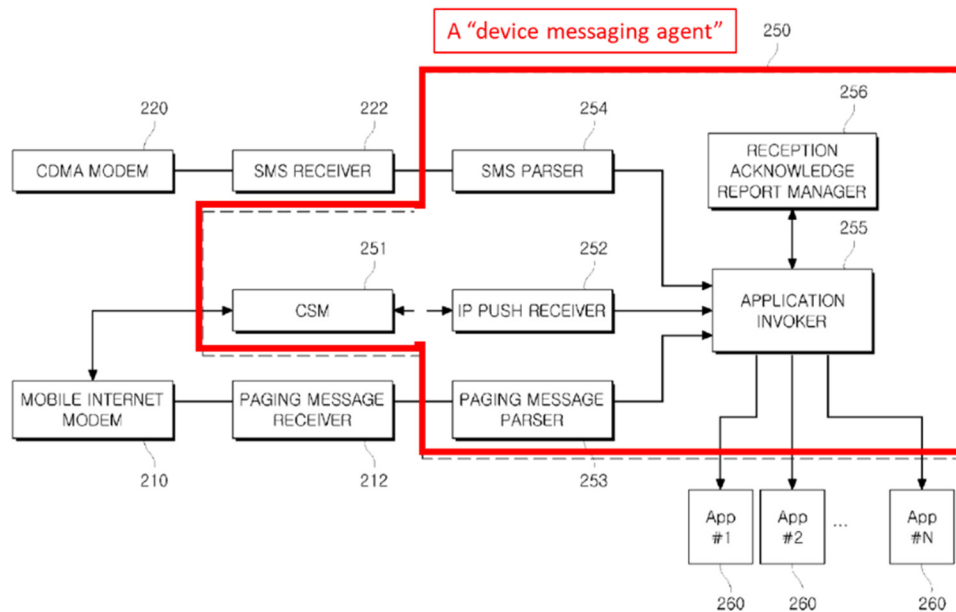 A “device messaging agent”
250
220
222
254
256
CDMA MODEM
SMS RECEIVER
SMS PARSER
RECEPTION
ACKNOWLEDGE
REPORT MANAGER
251
252
255
CSM
IP PUSH RECEIVER
APPLICATION
INVOKER
MOBILE INTERNET
MODEM
PAGING MESSAGE
RECEIVER
PAGING MESSAGE
PARSER
210
212
253
App
#1
App
#2
...
App
#N
260
260
260